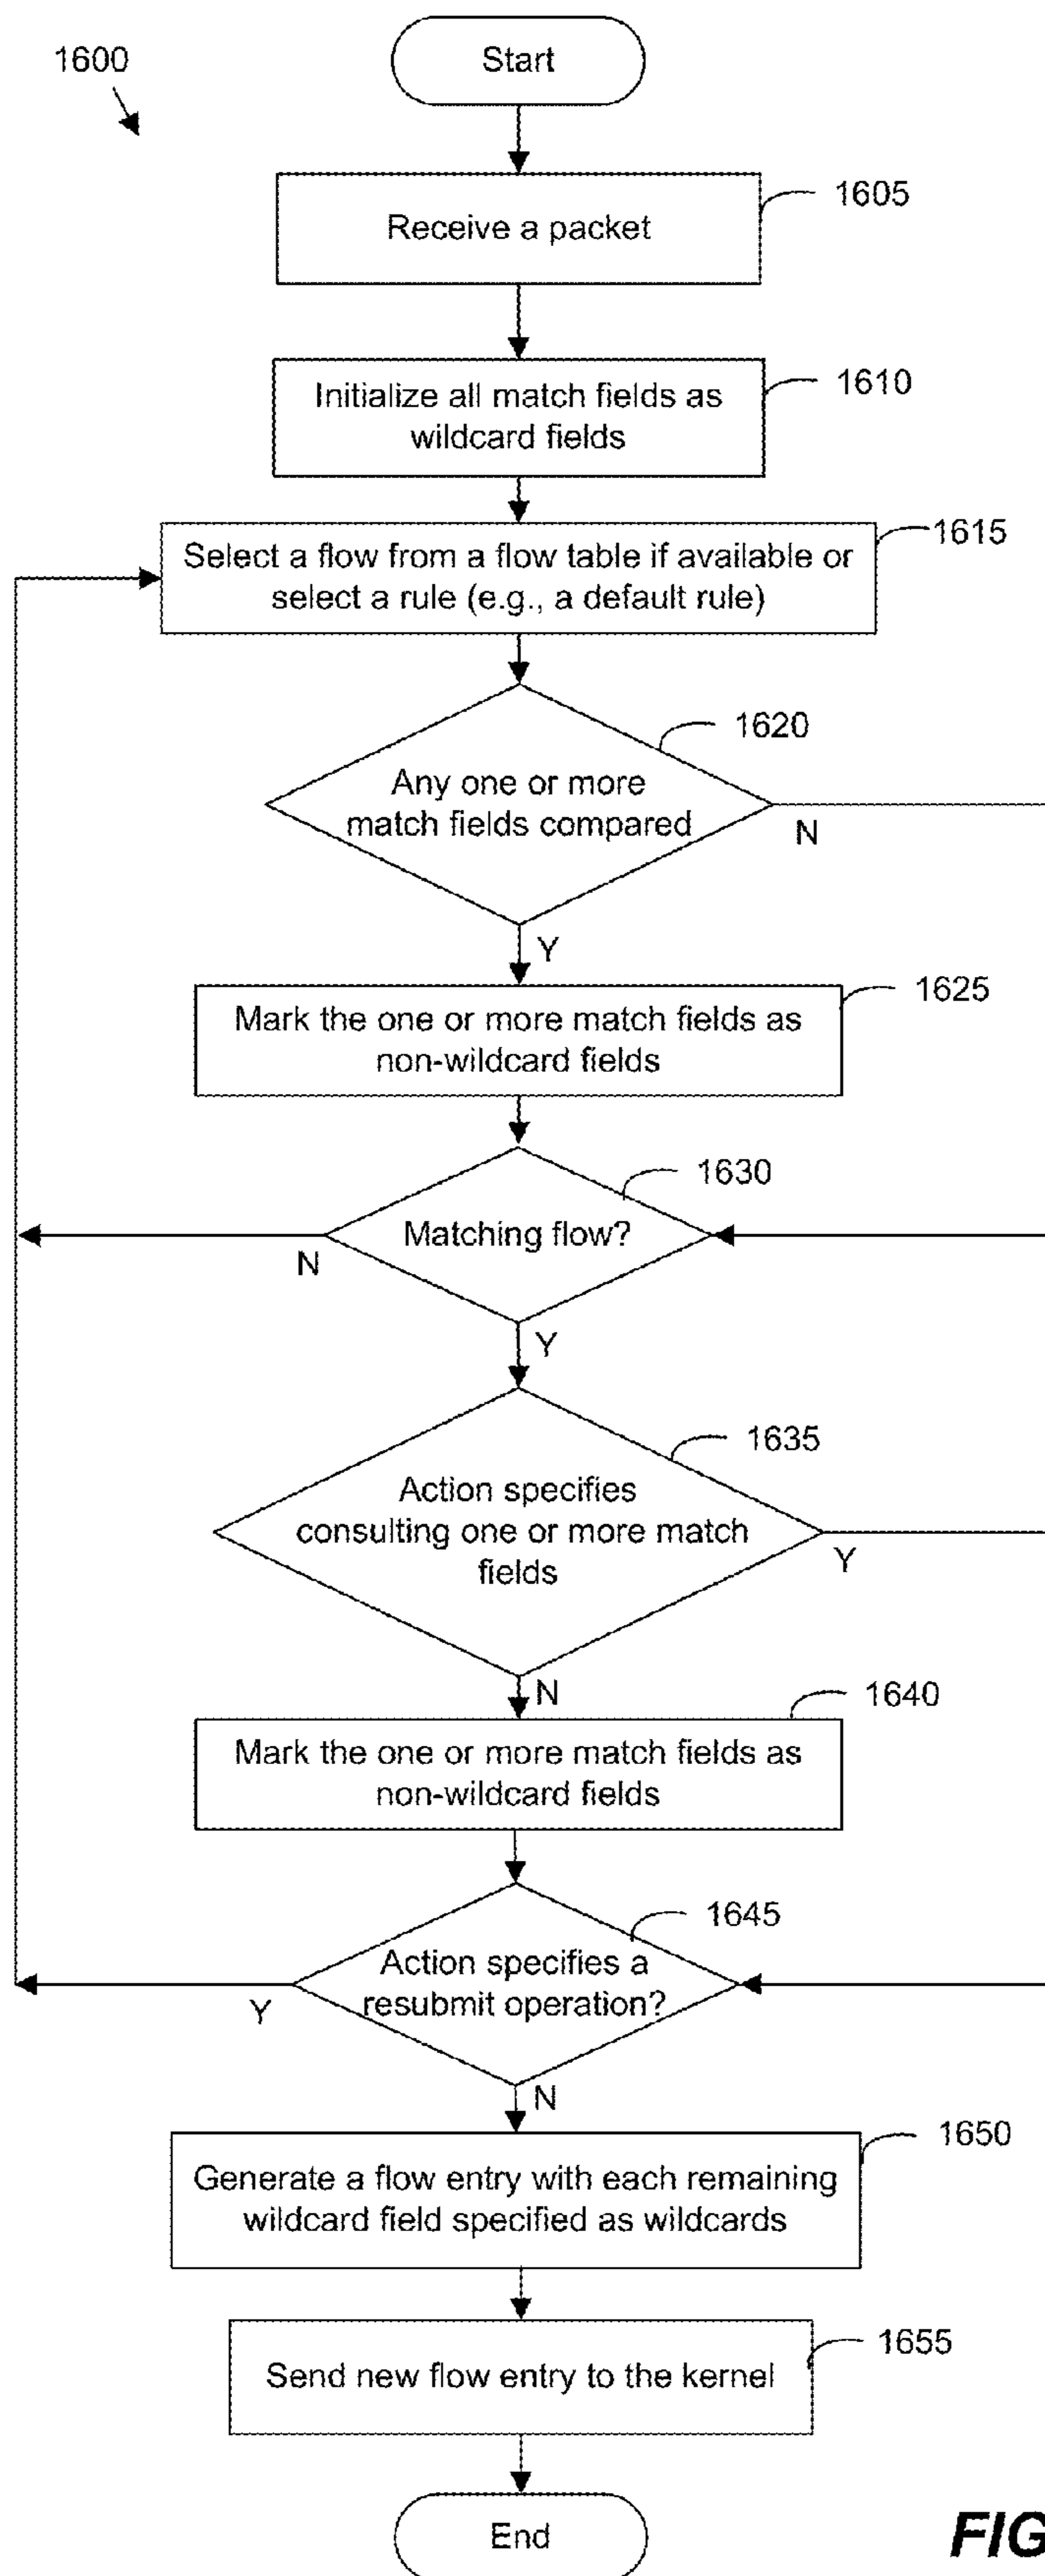 1600
Start
Receive a packet
1605
Initialize all match fields as
wildcard fields
1610
Select a flow from a flow table if available or
select a rule (e.g., a default rule)
1615
1620
Any one or more
match fields compared
N
Y
Mark the one or more match fields as
non-wildcard fields
1625
1630
Matching flow?
N
Y
1635
Action specifies
consulting one or more match
fields
Y
N
1640
Mark the one or more match fields as
non-wildcard fields
1645
Action specifies a
resubmit operation?
Y
N
1650
Generate a flow entry with each remaining
wildcard field specified as wildcards
1655
Send new flow entry to the kernel
End
FIG